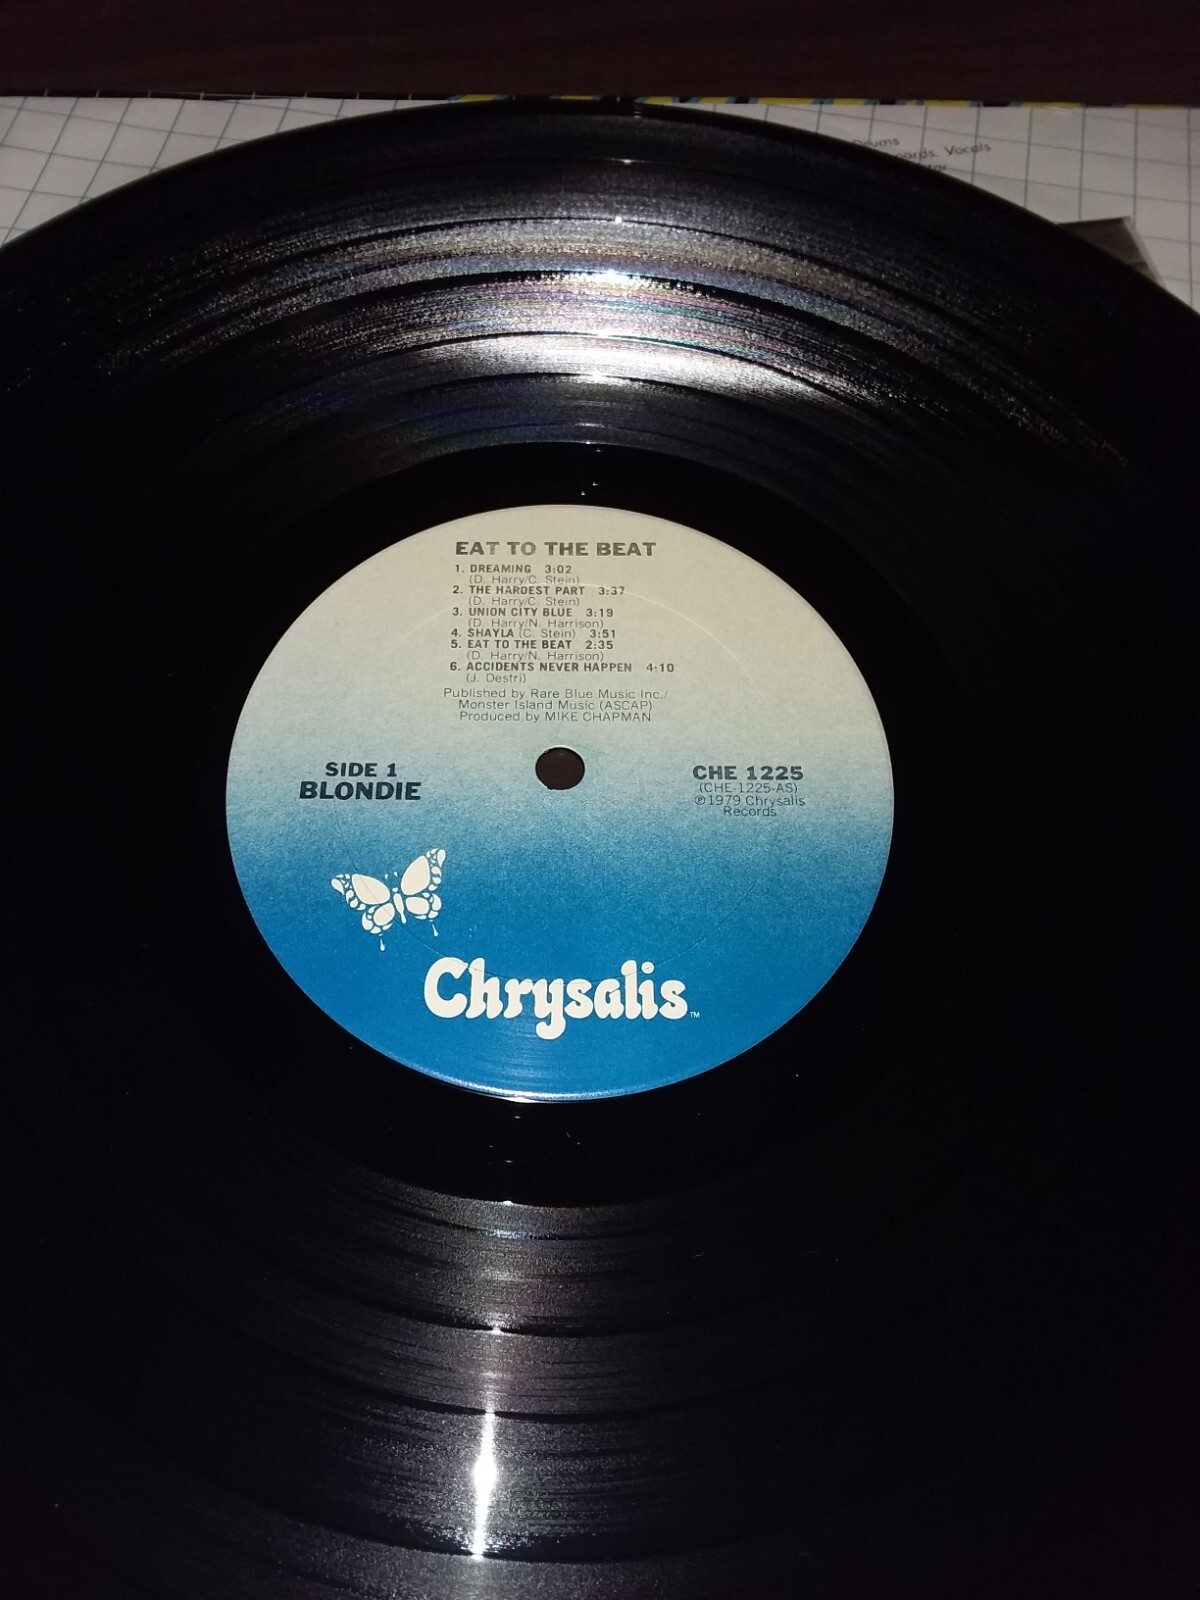 Drums
Vocals
EAT TO THE BEAT
1. DREAMING 3:02
(D. Harry/C. Stein)
2. THE HARDEST PART 3:37
(D. Harry/C. Stein)
3. UNION CITY BLUE 3:19
(D. Harry/N. Harrison)
4. SHAYLA (C. Stein) 3:51
5. EAT TO THE BEAT 2:35
(D. Harry/N. Harrison)
6. ACCIDENTS NEVER HAPPEN 4:10
(J. Destri)
Published by Rare Blue Music Inc./
Monster Island Music (ASCAP)
Produced by MIKE CHAPMAN
SIDE 1
BLONDIE
CHE 1225
(CHE-1225-AS)
℗ 1979 Chrysalis
Records
Chrysalis™